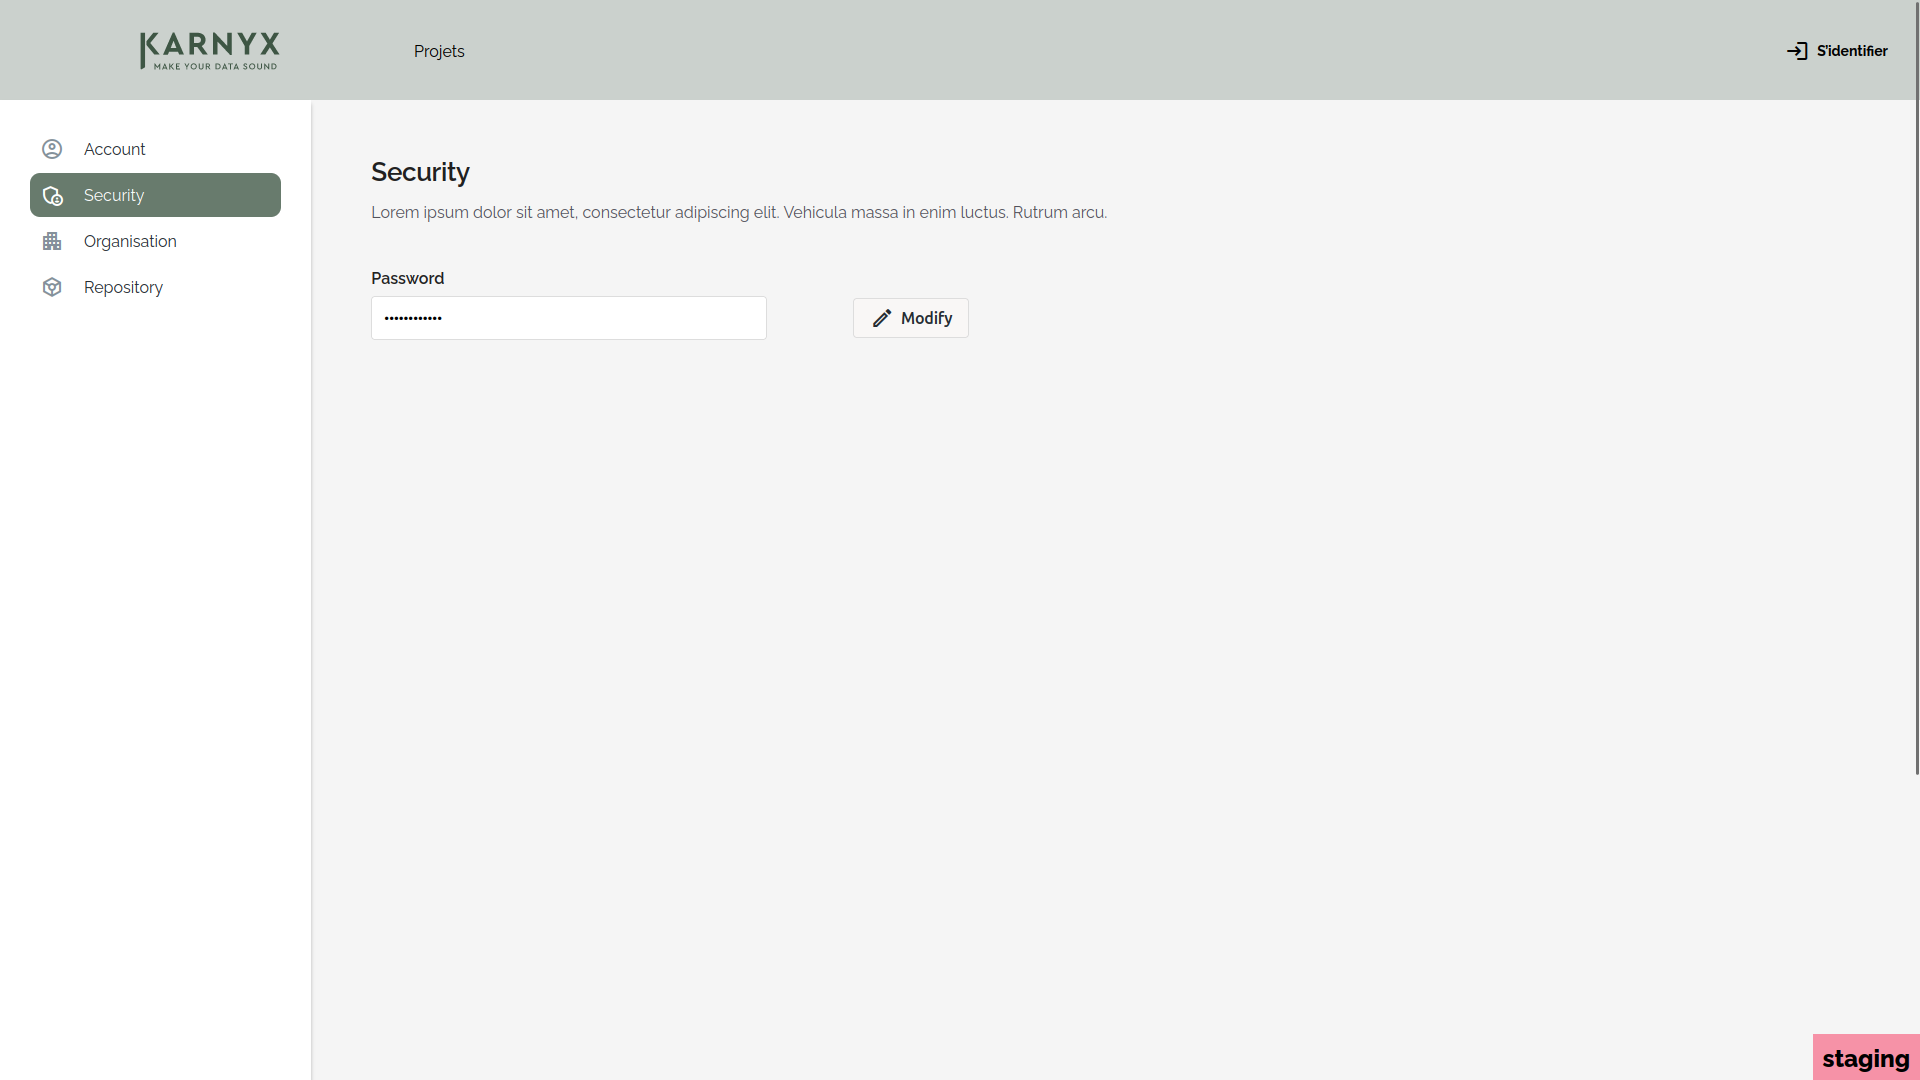 KARNYX
MAKE YOUR DATA SOUND
Projets
S'identifier
Account
Security
Organisation
Repository
Security
Lorem ipsum dolor sit amet, consectetur adipiscing elit. Vehicula massa in enim luctus. Rutrum arcu.
Password
••••••••••••
Modify
staging